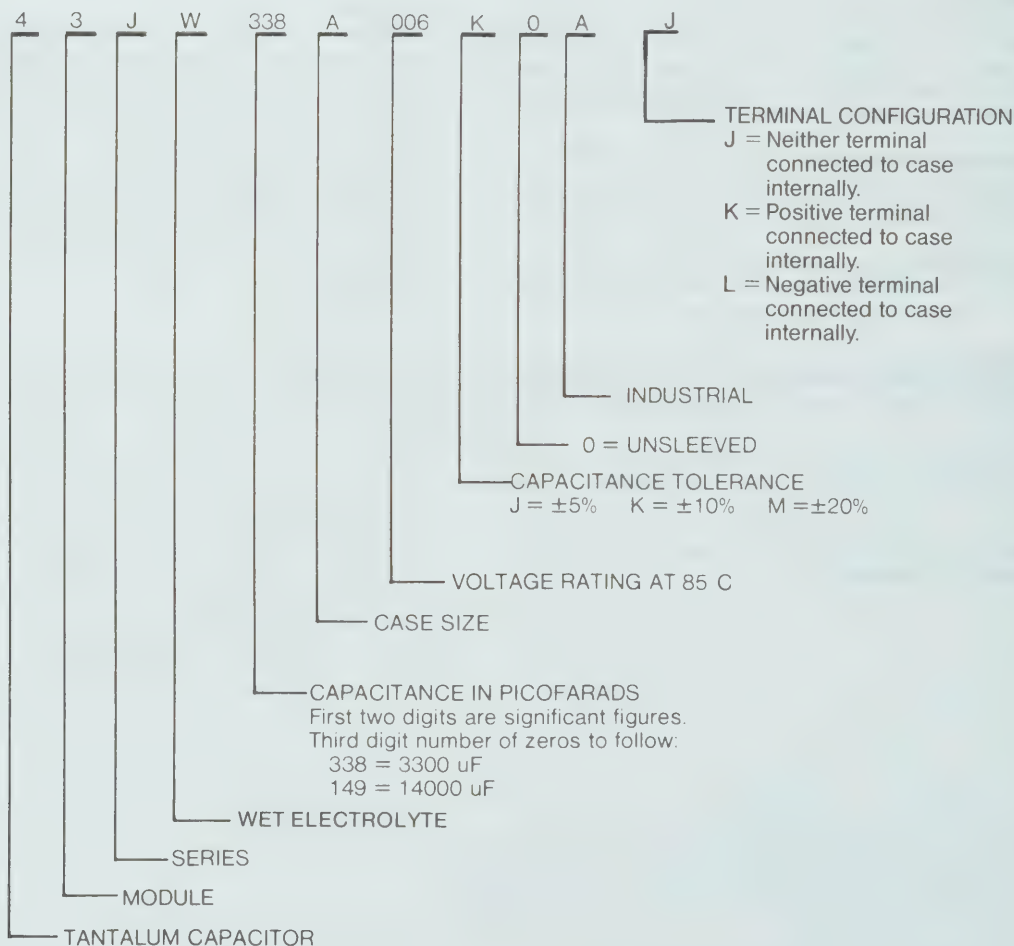 4 3 J W 338 A 006 K 0 A J
TERMINAL CONFIGURATION
J = Neither terminal
connected to case
internally.
K = Positive terminal
connected to case
internally.
L = Negative terminal
connected to case
internally.
INDUSTRIAL
0 = UNSLEEVED
CAPACITANCE TOLERANCE
J = ±5% K = ±10% M =±20%
VOLTAGE RATING AT 85 C
CASE SIZE
CAPACITANCE IN PICOFARADS
First two digits are significant figures.
Third digit number of zeros to follow:
338 = 3300 uF
149 = 14000 uF
WET ELECTROLYTE
SERIES
MODULE
TANTALUM CAPACITOR